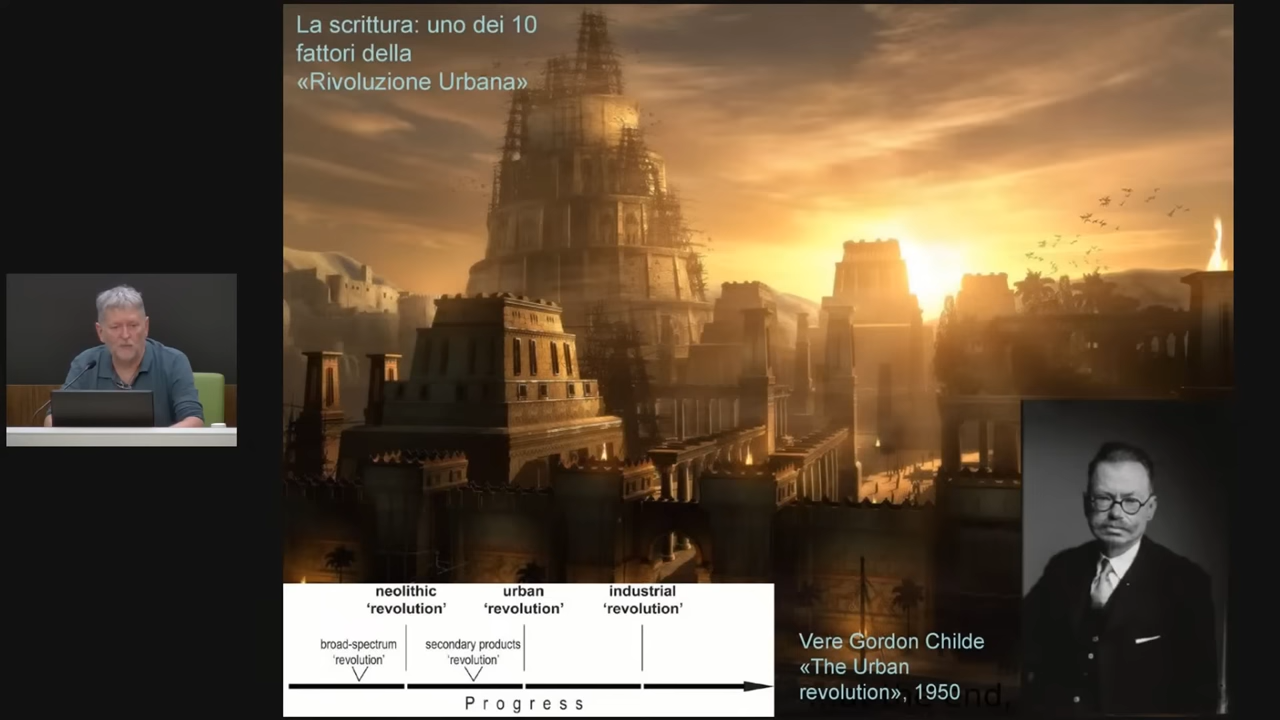 La scrittura: uno dei 10
fattori della
«Rivoluzione Urbana»
neolithic
‘revolution’
urban
‘revolution’
industrial
‘revolution’
broad-spectrum
‘revolution’
secondary products
‘revolution’
Progress
Vere Gordon Childe
«The Urban
revolution», 1950
end,